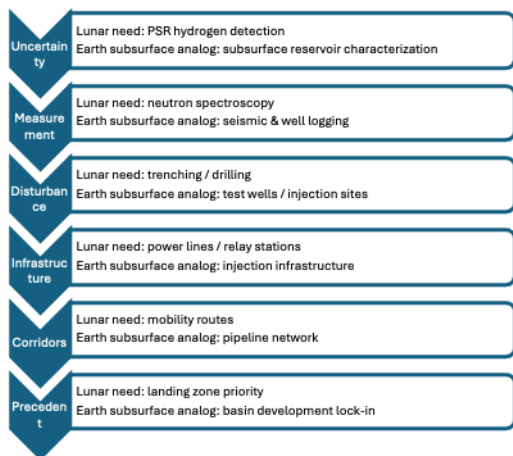 Uncertain
ty
Lunar need: PSR hydrogen detection
Earth subsurface analog: subsurface reservoir characterization
Measure
ment
Lunar need: neutron spectroscopy
Earth subsurface analog: seismic & well logging
Disturban
ce
Lunar need: trenching / drilling
Earth subsurface analog: test wells / injection sites
Infrastruc
ture
Lunar need: power lines / relay stations
Earth subsurface analog: injection infrastructure
Corridors
Lunar need: mobility routes
Earth subsurface analog: pipeline network
Preceden
t
Lunar need: landing zone priority
Earth subsurface analog: basin development lock-in